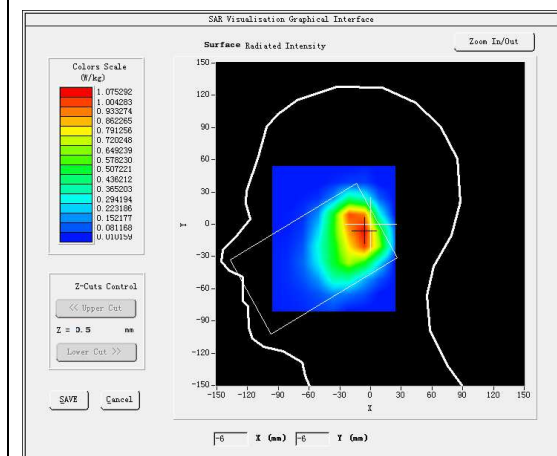 SAR Visualisation Graphical Interface
Surface Radiated Intensity
Zoom In/Out
Colors Scale
(W/kg)
1.075292
1.004283
0.933274
0.862265
0.791256
0.720248
0.649239
0.578230
0.507221
0.436212
0.365203
0.294194
0.223186
0.152177
0.081168
0.010159
Z-Cuts Control
<< Upper Cut
Z = 0.5 mm
Lower Cut >>
SAVE
Cancel
150
120
90
60
30
0
-30
-60
-90
-120
-150
Y
-150 -120 -90 -60 -30 0 30 60 90 120 150
X
-6 X (mm) -6 Y (mm)